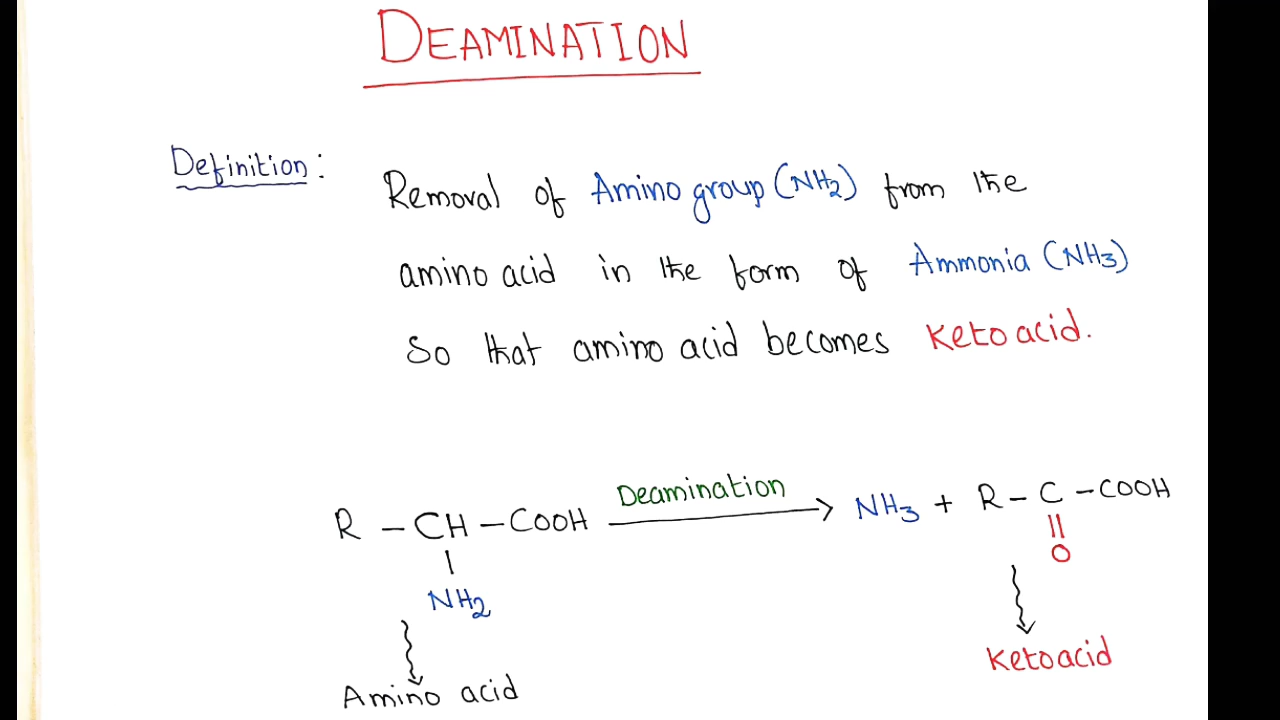 DEAMINATION
Definition:
Removal of Amino group (NH2) from the
amino acid in the form of Ammonia (NH3)
So that amino acid becomes Keto acid.
Deamination
R - CH - COOH → NH3 + R - C - COOH
|
||
NH2
O
Amino acid
Ketoacid